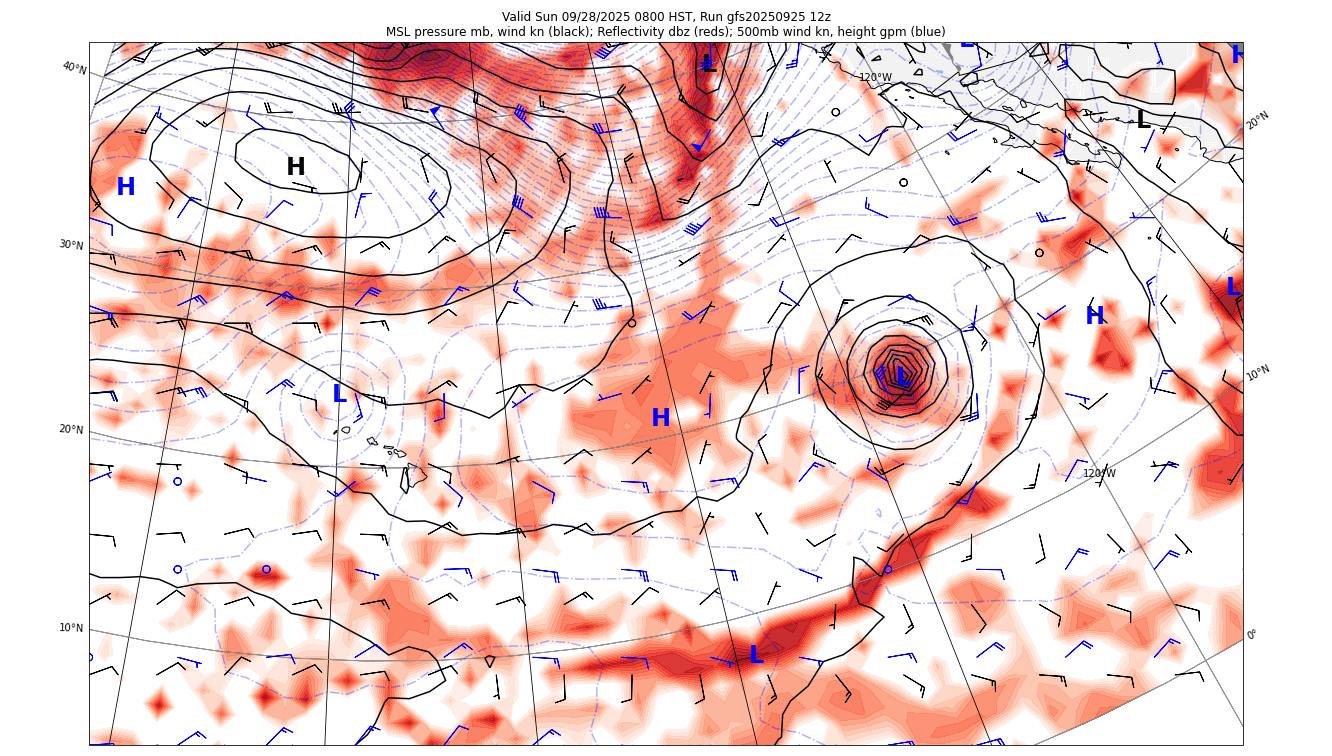 Valid Sun 09/28/2025 0800 HST, Run gfs20250925 12z
MSL pressure mb, wind kn (black); Reflectivity dbz (reds); 500mb wind kn, height gpm (blue)
L
H
40°N
L
120°W
L
20°N
H
H
30°N
L
H
10°N
L
L
H
20°N
120°W
10°N
0°
L